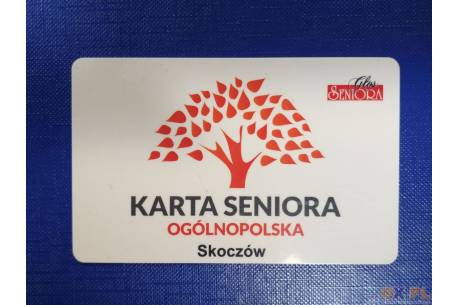 Głos
SENIORA
KARTA SENIORA
OGÓLNOPOLSKA
Skoczów